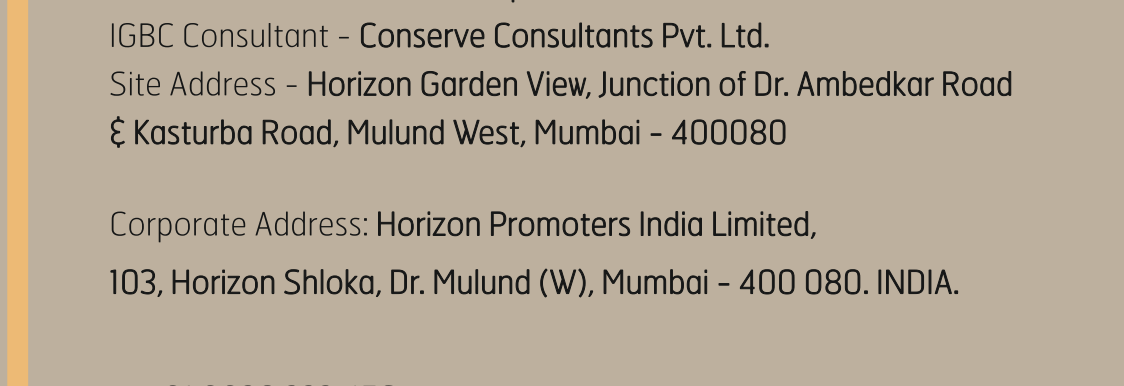 IGBC Consultant - Conserve Consultants Pvt. Ltd.
Site Address - Horizon Garden View, Junction of Dr. Ambedkar Road
& Kasturba Road, Mulund West, Mumbai - 400080
Corporate Address: Horizon Promoters India Limited,
103, Horizon Shloka, Dr. Mulund (W), Mumbai - 400 080. INDIA.